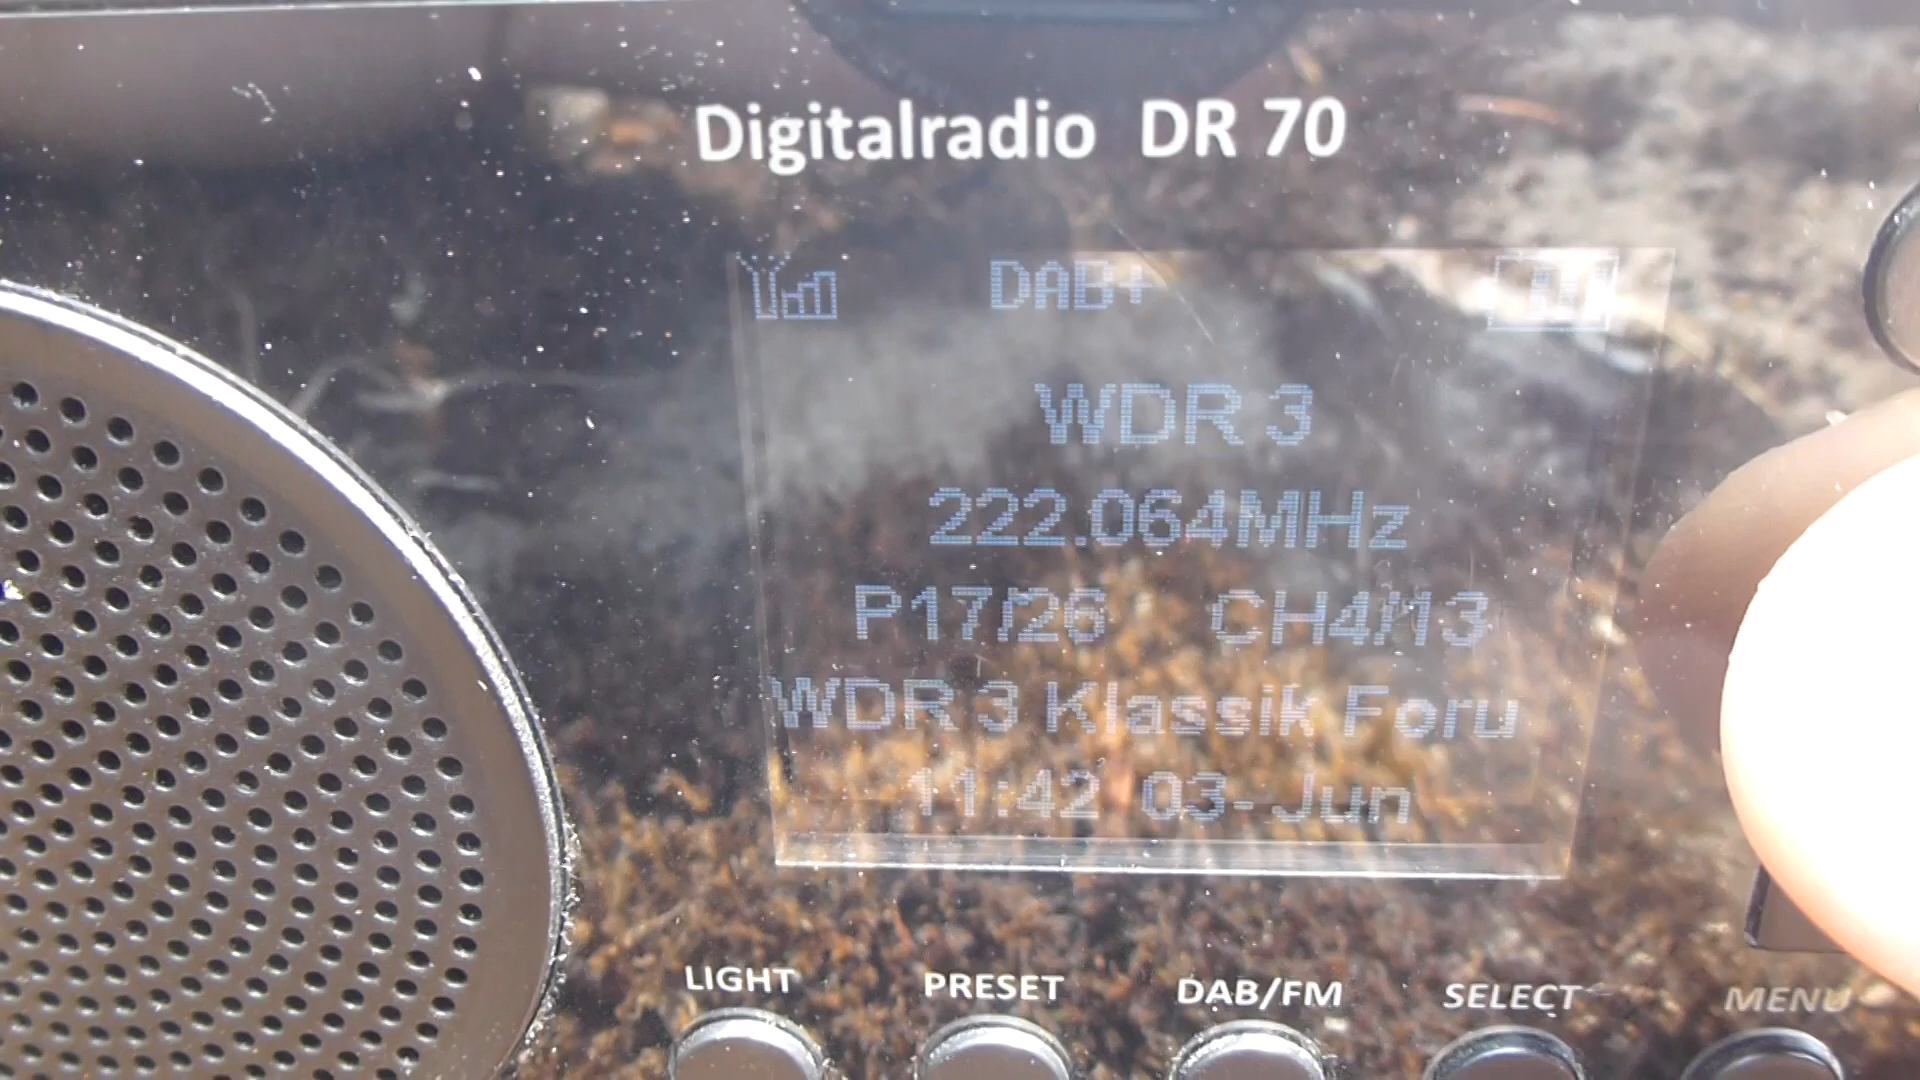 Digitalradio DR 70
DAB+
WDR 3
222.064MHz
P17/26 CH4/13
WDR 3 Klassik Foru
11:42 03-Jun
LIGHT PRESET DAB/FM SELECT MENU